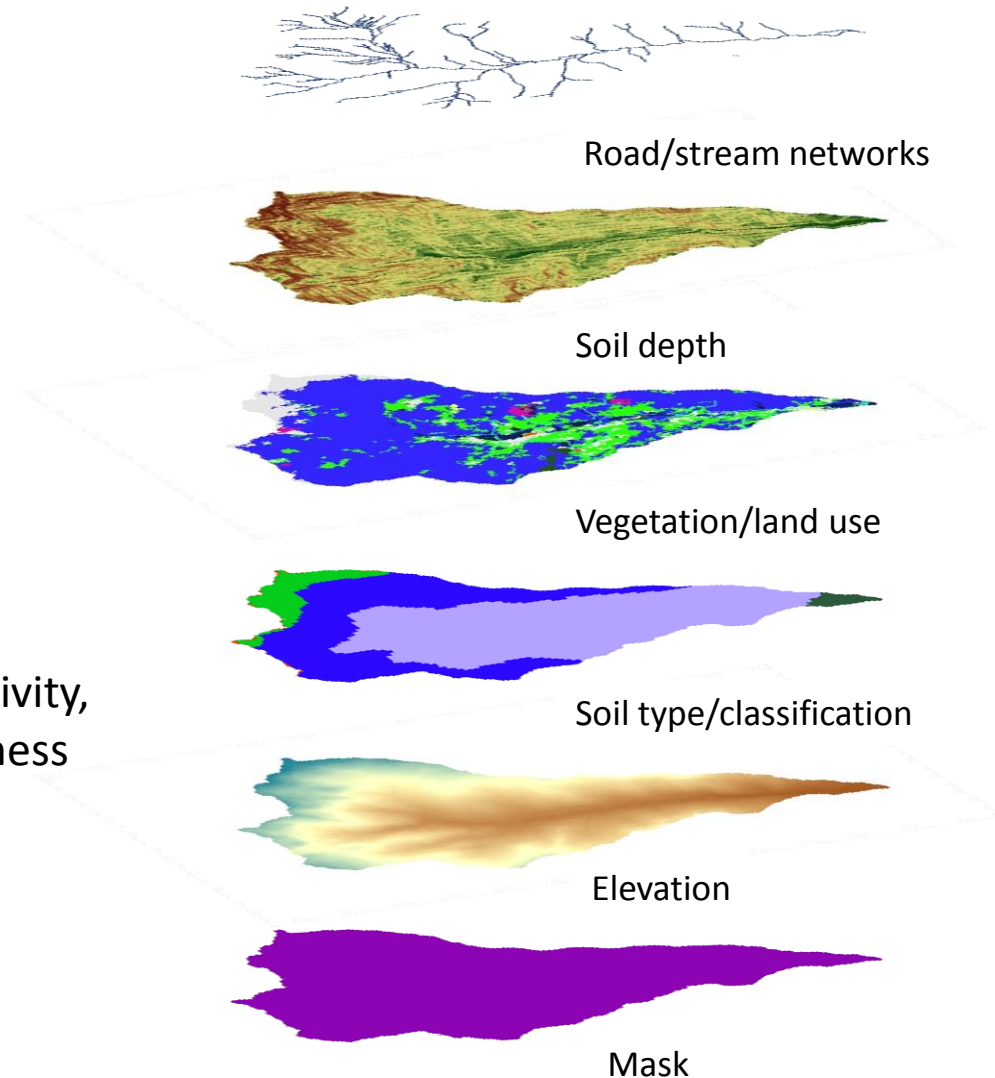 Road/stream networks
Soil depth
Vegetation/land use
Soil type/classification
ivity,
ness
Elevation
Mask